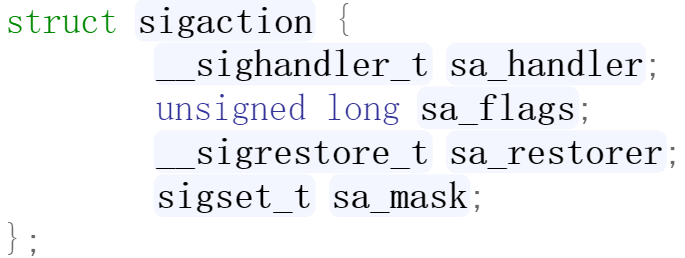 struct sigaction {
        __sighandler_t sa_handler;
        unsigned long sa_flags;
        __sigrestore_t sa_restorer;
        sigset_t sa_mask;
};